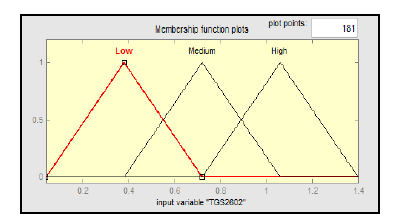 Membership function plots plot points: 181
Low Medium High
1
0.5
0
0.2 0.4 0.6 0.8 1 1.2 1.4
input variable "TGS2602"